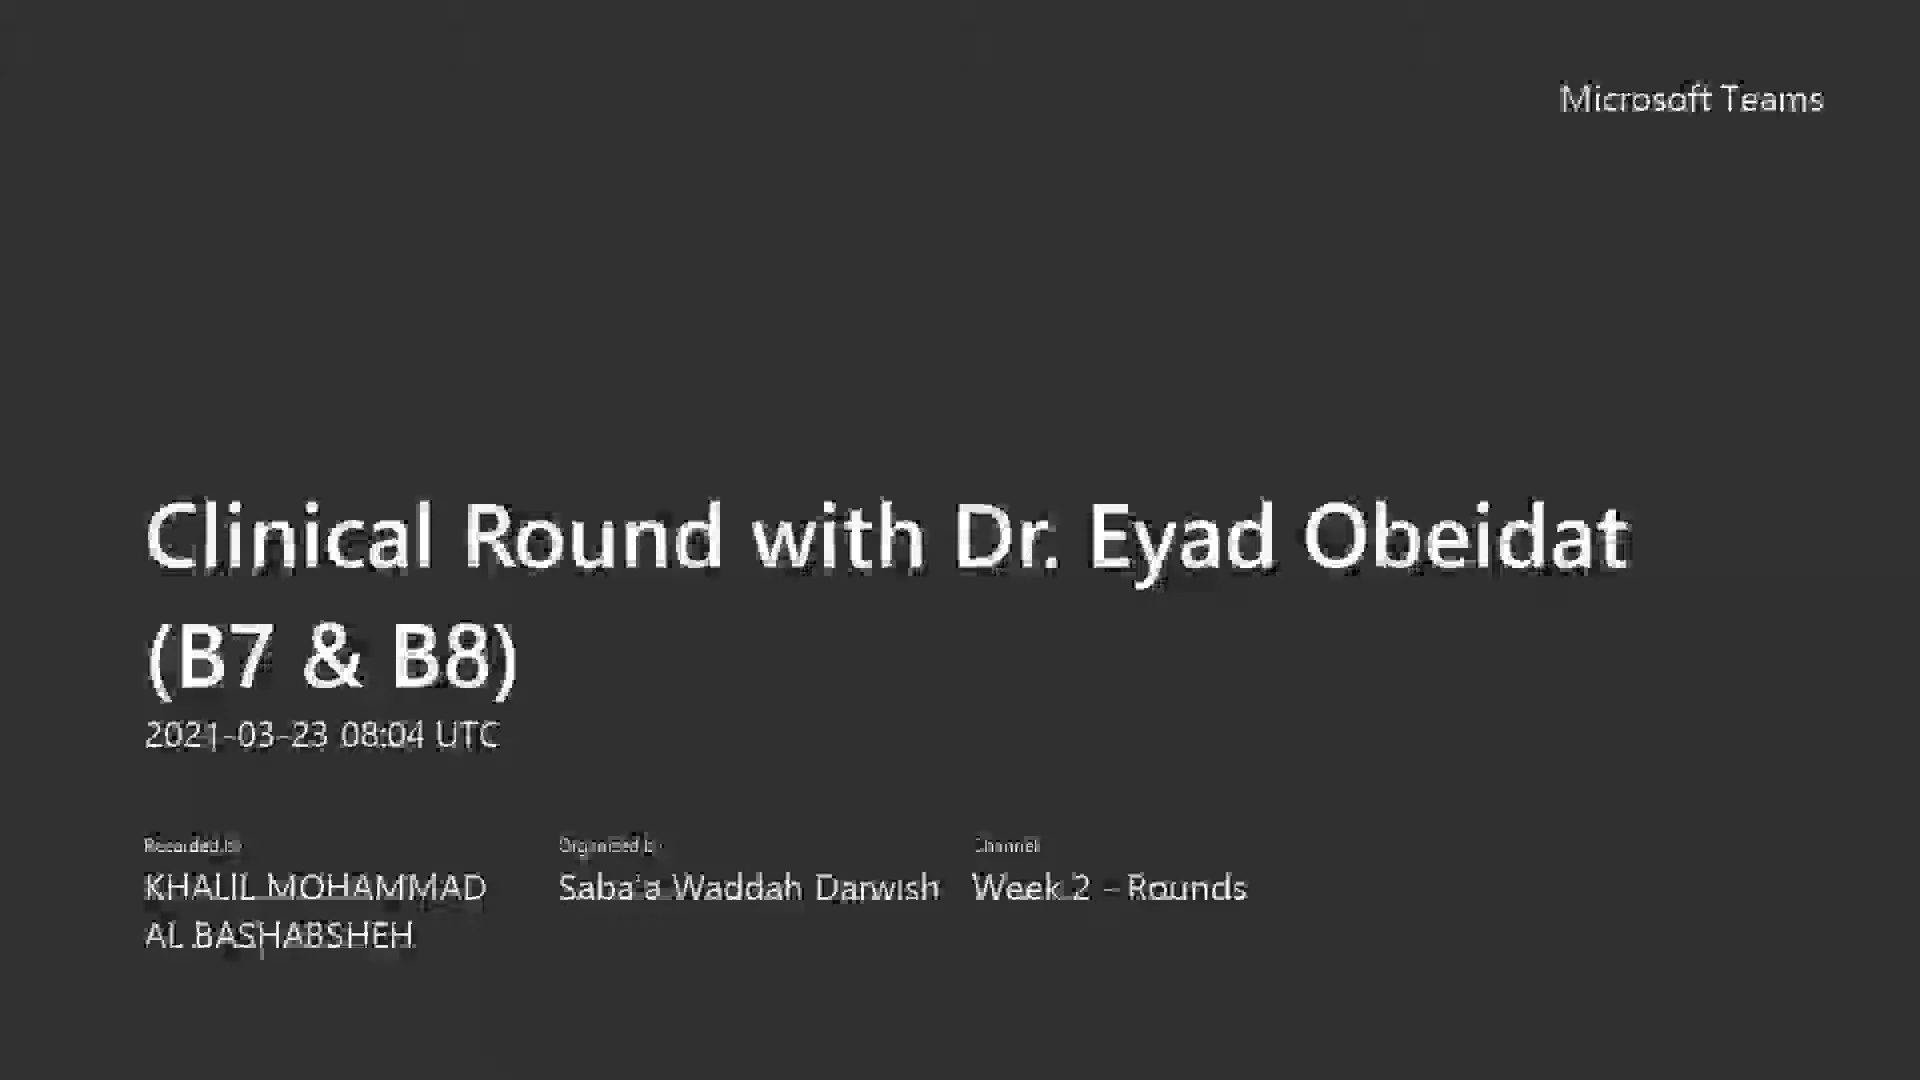 Microsoft Teams
Clinical Round with Dr. Eyad Obeidat
(B7 & B8)
2021-03-23 08:04 UTC
Recorded by
Organized by
Channel
KHALIL MOHAMMAD
AL BASHABSHEH
Saba'a Waddah Darwish
Week 2 - Rounds